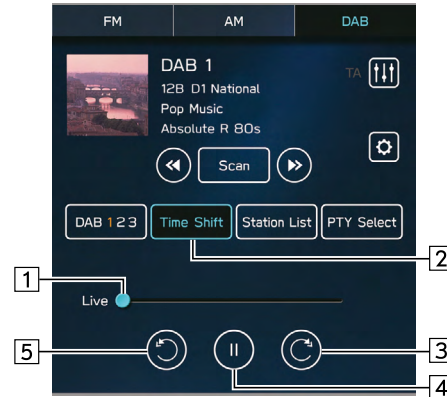 FM AM DAB
DAB 1
TA
12B D1 National
Pop Music
Absolute R 80s
Scan
DAB 1 2 3 Time Shift Station List PTY Select
2
1
Live
5
3
4